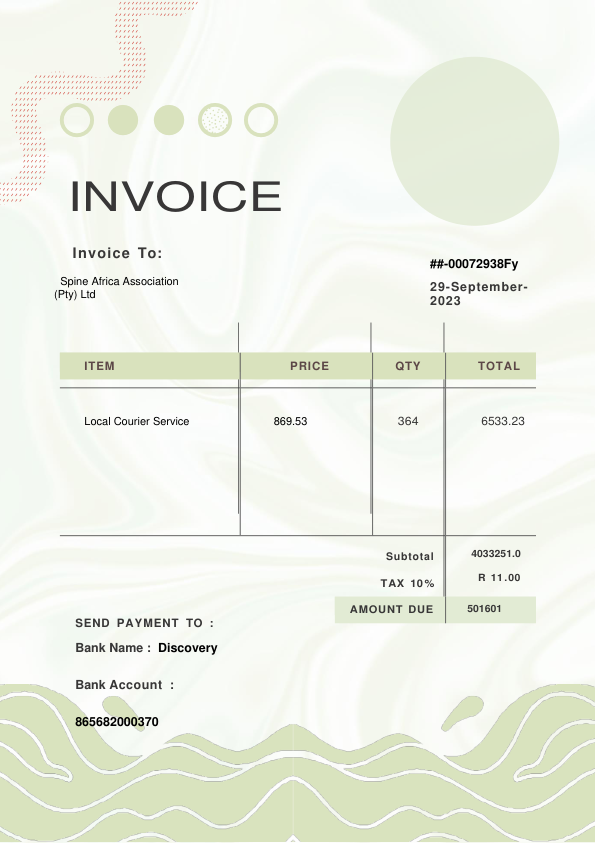 INVOICE
Invoice To:
Spine Africa Association
(Pty) Ltd
##-00072938Fy
29-September-
2023
ITEM PRICE QTY TOTAL
Local Courier Service 869.53 364 6533.23
Subtotal 4033251.0
TAX 10% R 11.00
AMOUNT DUE 501601
SEND PAYMENT TO :
Bank Name : Discovery
Bank Account :
865682000370